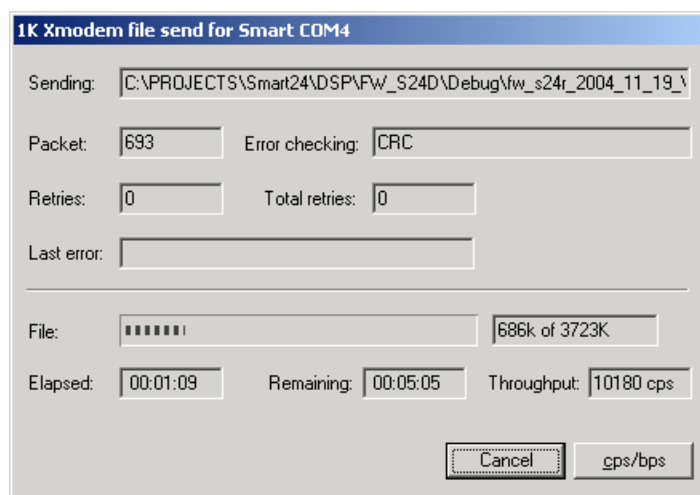 1K Xmodem file send for Smart COM4
Sending: C:\PROJECTS\Smart24\DSP\FW_S24D\Debug\fw_s24r_2004_11_19_\
Packet: 693 Error checking: CRC
Retries: 0 Total retries: 0
Last error:
File: 686k of 3723K
Elapsed: 00:01:09 Remaining: 00:05:05 Throughput: 10180 cps
Cancel cps/bps